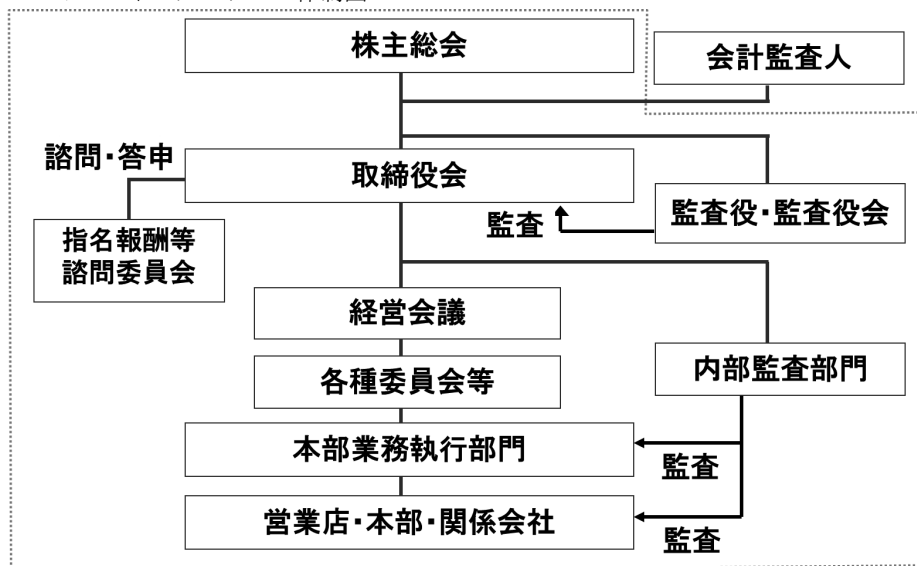 株主総会
会計監査人
諮問・答申
取締役会
監査役・監査役会
監査
指名報酬等
諮問委員会
経営会議
内部監査部門
各種委員会等
本部業務執行部門
監査
営業店・本部・関係会社
監査